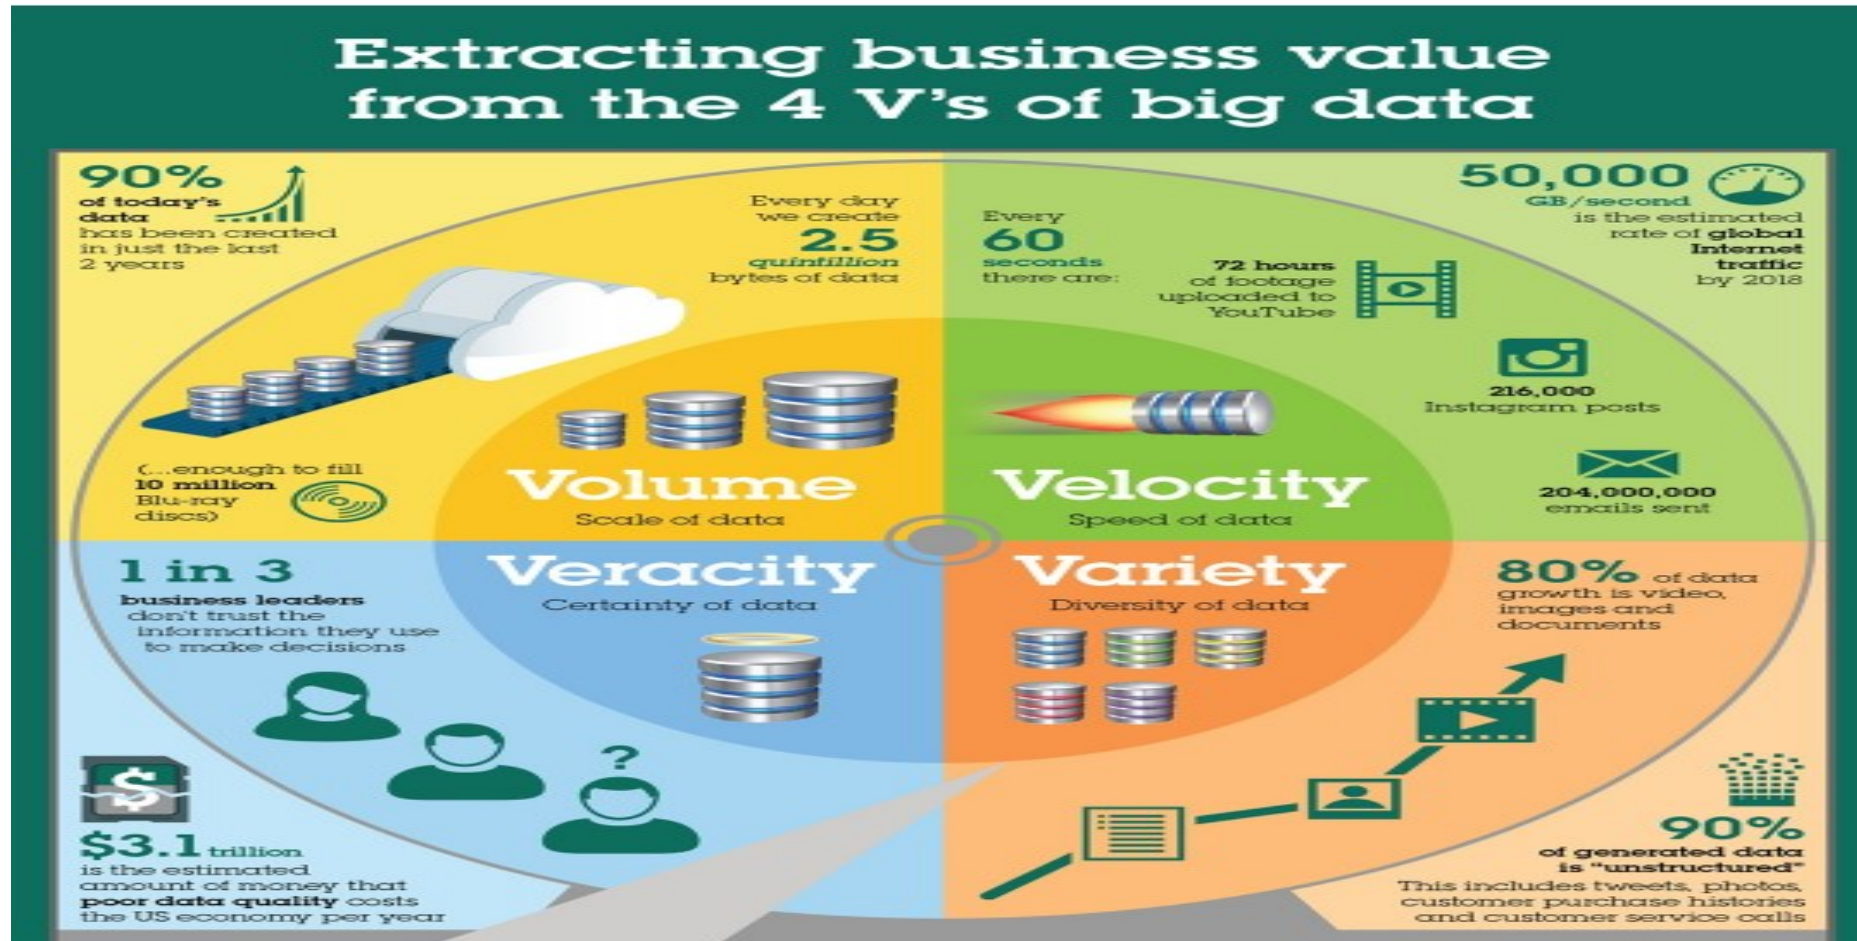 Extracting business value
from the 4 V's of big data
90%
of today's
data
has been created
in just the last
2 years
Every day
we create
2.5
quintillion
bytes of data
(...enough to fill
10 million
Blu-ray
discs)
Volume
Scale of data
Every
60
seconds
there are:
72 hours
of footage
uploaded to
YouTube
50,000
GB/second
is the estimated
rate of global
Internet
traffic
by 2018
216,000
Instagram posts
204,000,000
emails sent
Velocity
Speed of data
1 in 3
business leaders
don't trust the
information they use
to make decisions
Veracity
Certainty of data
?
$
$3.1 trillion
is the estimated
amount of money that
poor data quality costs
the US economy per year
Variety
Diversity of data
80% of data
growth is video,
images and
documents
90%
of generated data
is "unstructured"
This includes tweets, photos,
customer purchase histories
and customer service calls